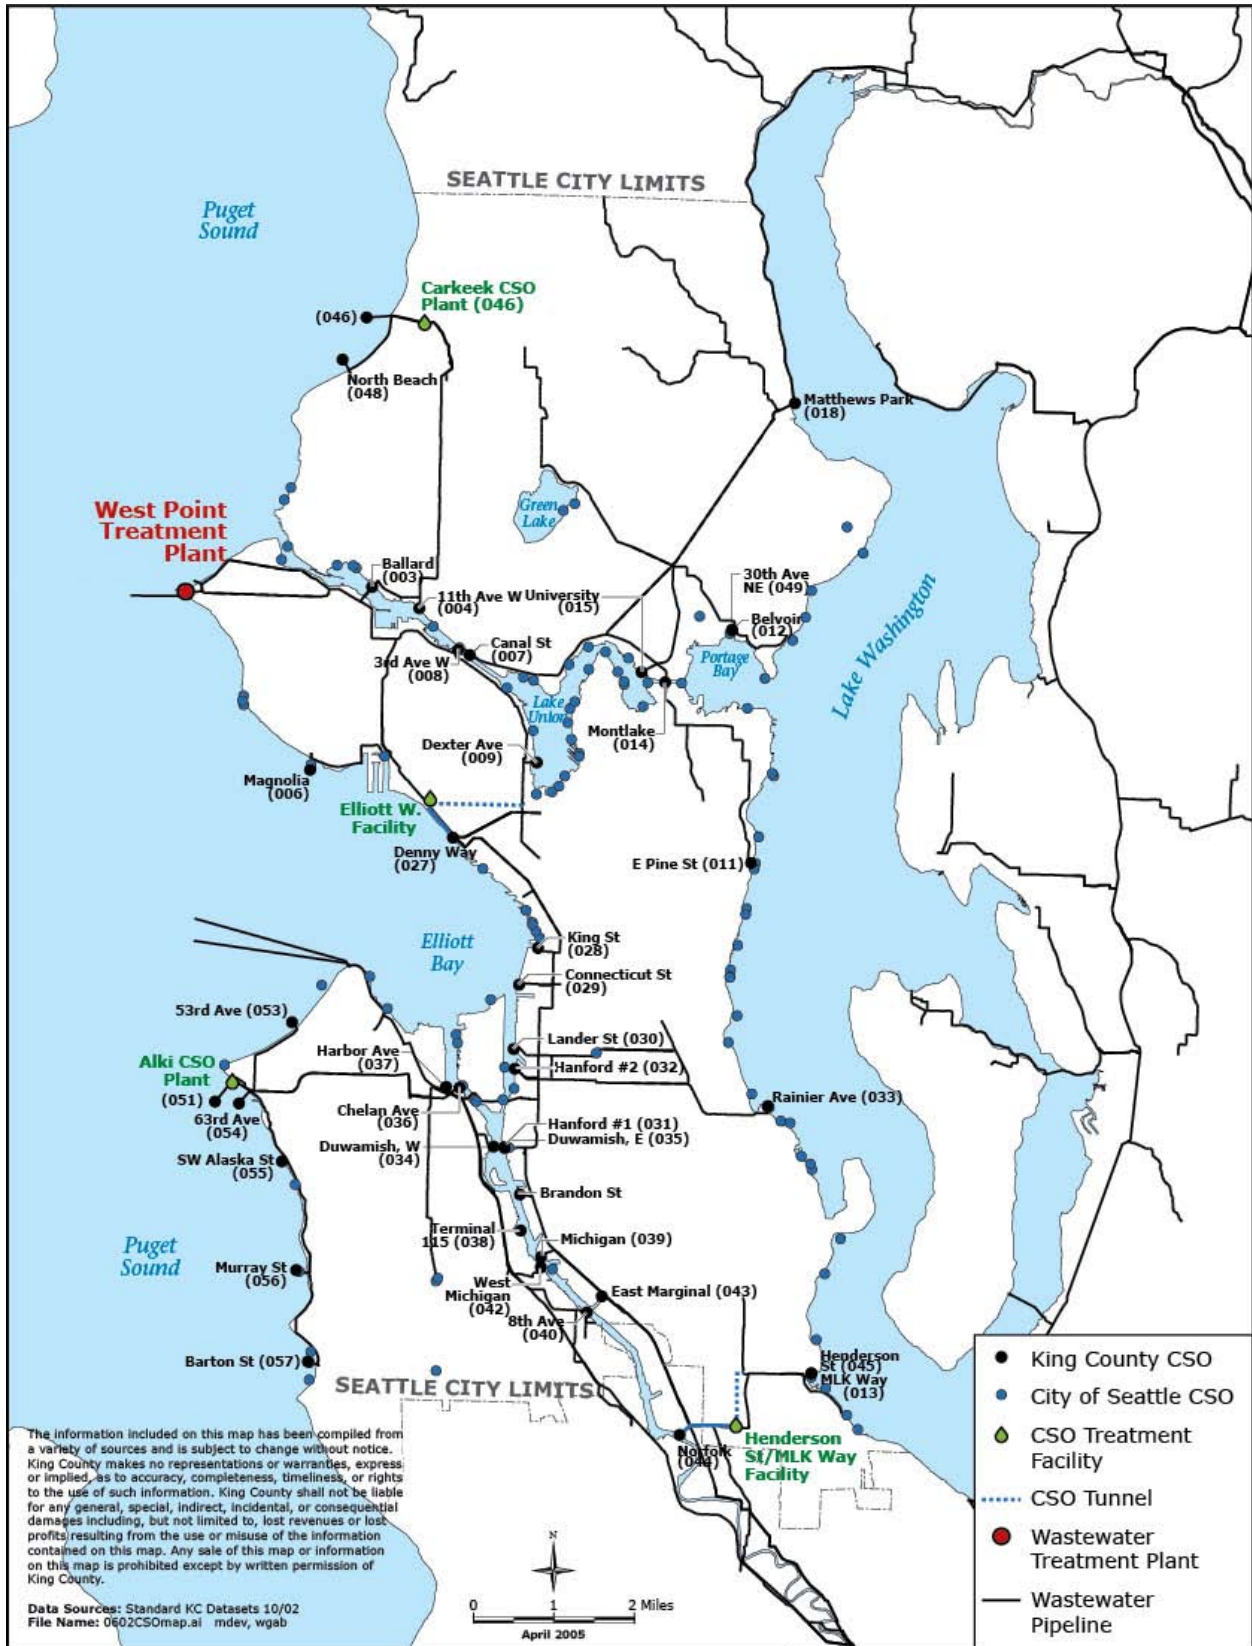 SEATTLE CITY LIMITS
Puget
Sound
Carkeek CSO
Plant (046)
(046)
North Beach
(048)
Matthews Park
(018)
West Point
Treatment
Plant
Green
Lake
Ballard
(003)
11th Ave W
(004)
University
(015)
30th Ave
NE (049)
Belvoir
(012)
Canal St
(007)
3rd Ave W
(008)
Portage
Bay
Lake Washington
Lake
Union
Montlake
(014)
Dexter Ave
(009)
Magnolia
(006)
Elliott W.
Facility
Denny Way
(027)
E Pine St (011)
King St
(028)
Elliott
Bay
Connecticut St
(029)
53rd Ave (053)
Lander St (030)
Harbor Ave
(037)
Hanford #2 (032)
Alki CSO
Plant
(051)
63rd Ave
(054)
Chelan Ave
(036)
Rainier Ave (033)
Hanford #1 (031)
Duwamish, E (035)
Duwamish, W
(034)
SW Alaska St
(055)
Brandon St
Terminal
115 (038)
Michigan (039)
Puget
Sound
Murray St
(056)
West
Michigan
(042)
East Marginal (043)
8th Ave
(040)
Barton St (057)
Henderson
St (045)
MLK Way
(013)
SEATTLE CITY LIMITS
Norfolk
(044)
Henderson
St/MLK Way
Facility
King County CSO
City of Seattle CSO
CSO Treatment
Facility
CSO Tunnel
Wastewater
Treatment Plant
Wastewater
Pipeline
The information included on this map has been compiled from
a variety of sources and is subject to change without notice.
King County makes no representations or warranties, express
or implied, as to accuracy, completeness, timeliness, or rights
to the use of such information. King County shall not be liable
for any general, special, indirect, incidental, or consequential
damages including, but not limited to, lost revenues or lost
profits resulting from the use or misuse of the information
contained on this map. Any sale of this map or information
on this map is prohibited except by written permission of
King County.
Data Sources: Standard KC Datasets 10/02
File Name: 0602CSOmap.ai mdev, wgab
N
0 2 Miles
April 2005